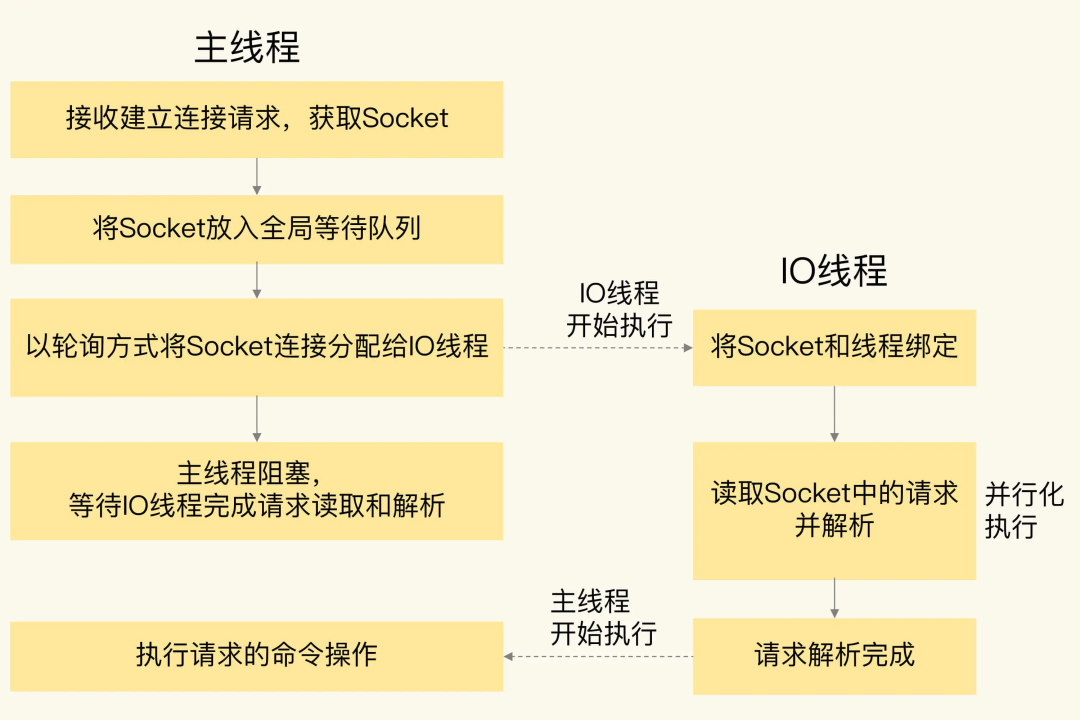 主线程
接收建立连接请求，获取Socket
将Socket放入全局等待队列
以轮询方式将Socket连接分配给IO线程
主线程阻塞，
等待IO线程完成请求读取和解析
IO线程
开始执行
IO线程
将Socket和线程绑定
读取Socket中的请求
并解析
并行化
执行
请求解析完成
主线程
开始执行
执行请求的命令操作